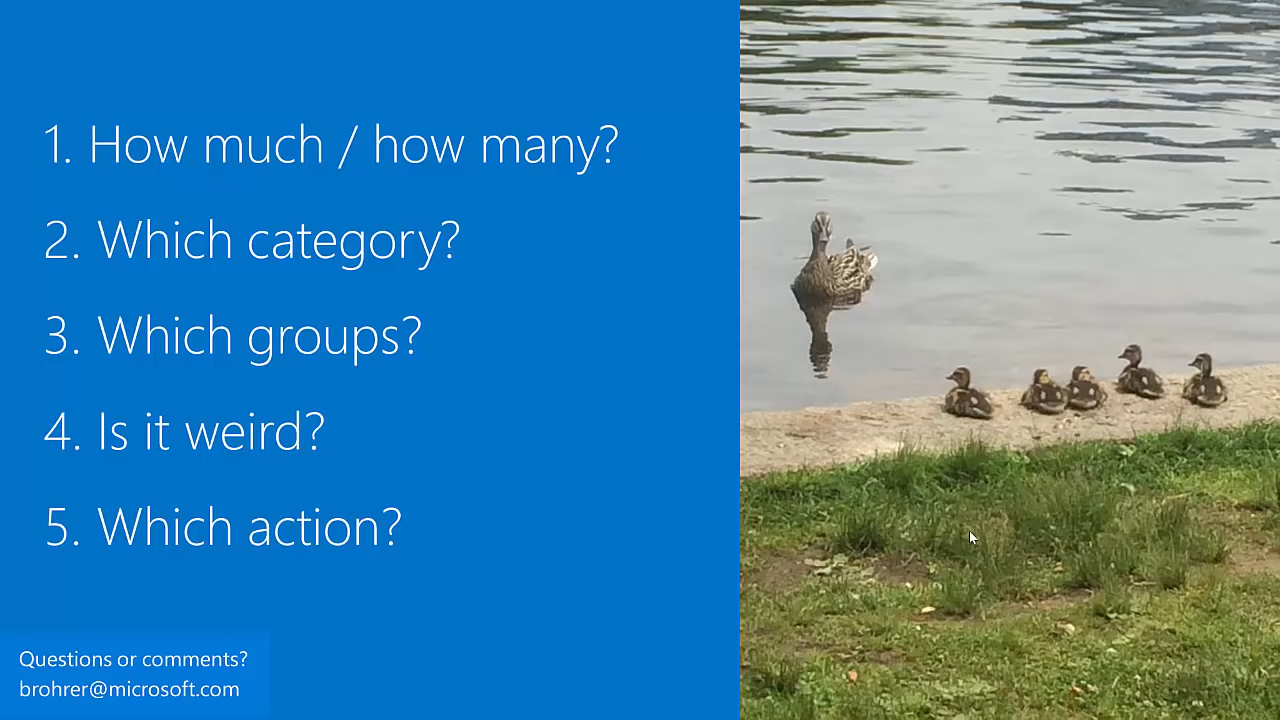 1. How much / how many?
2. Which category?
3. Which groups?
4. Is it weird?
5. Which action?
Questions or comments?
brohrer@microsoft.com